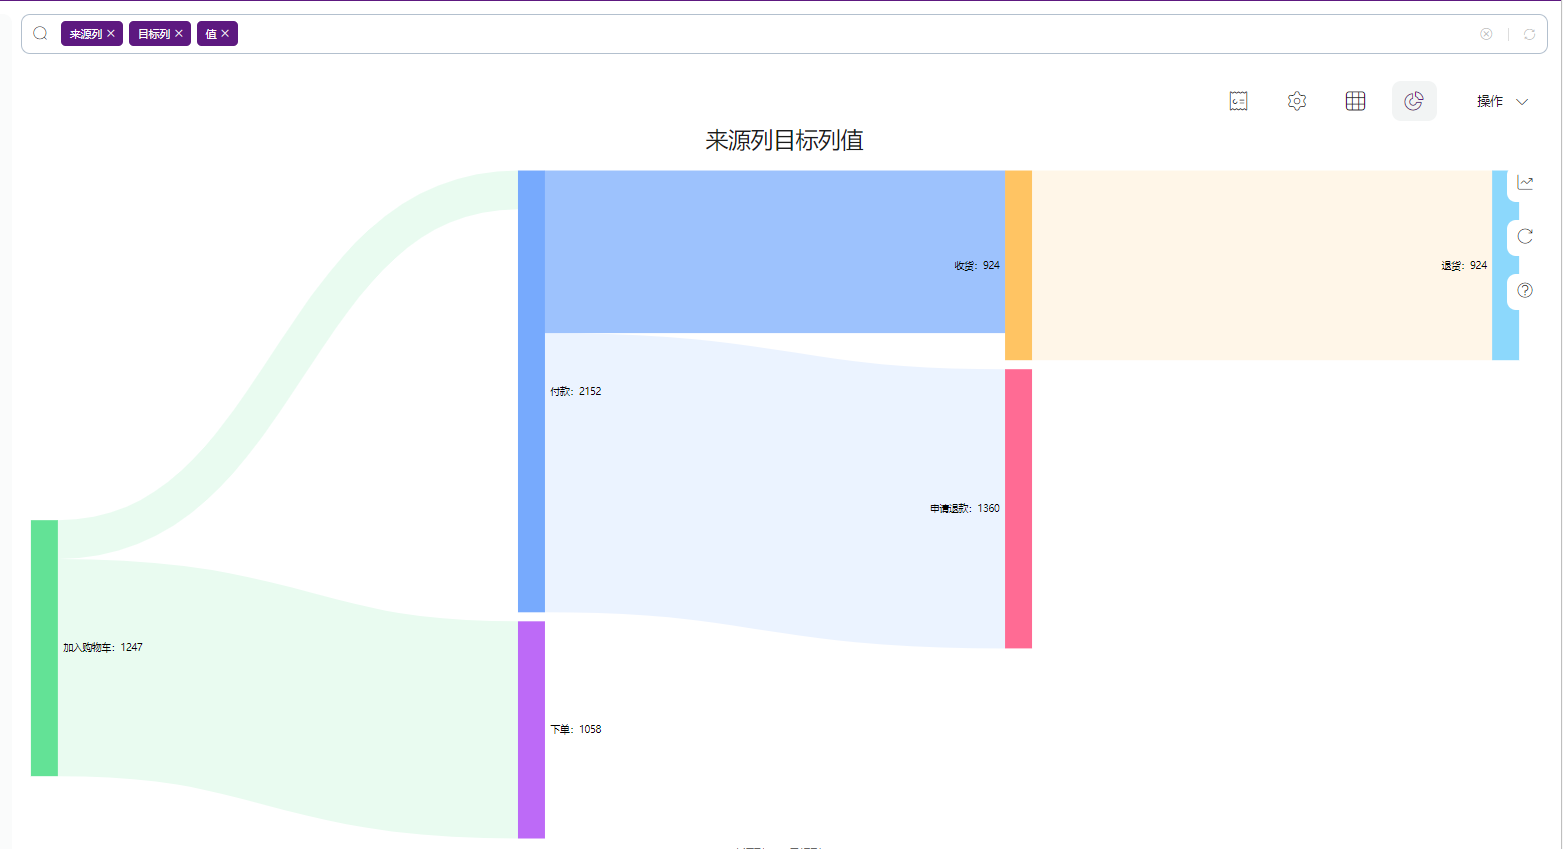 来源列 目标列 值
操作
来源列目标列值
收货：924
退货：924
付款：2152
申请退款：1360
加入购物车：1247
下单：1058